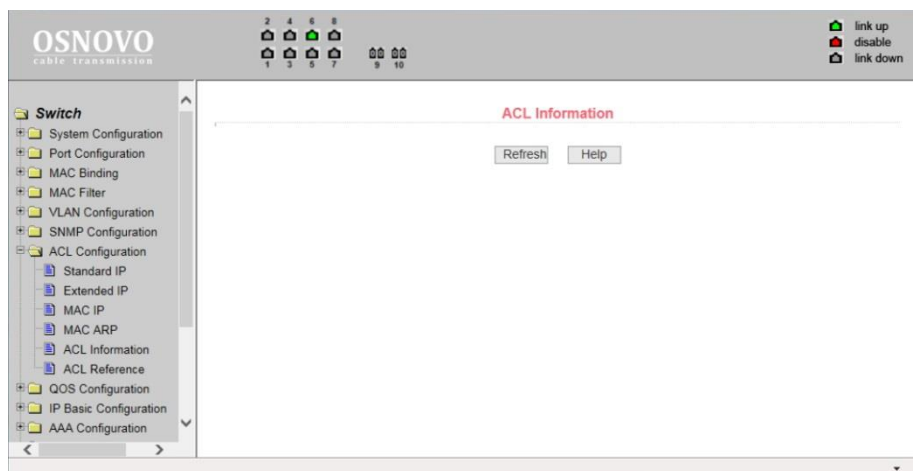 OSNOVO
cable transmission
2 4 6 8
1 3 5 7 9 10
link up
disable
link down
Switch
System Configuration
Port Configuration
MAC Binding
MAC Filter
VLAN Configuration
SNMP Configuration
ACL Configuration
Standard IP
Extended IP
MAC IP
MAC ARP
ACL Information
ACL Reference
QOS Configuration
IP Basic Configuration
AAA Configuration
ACL Information
Refresh Help